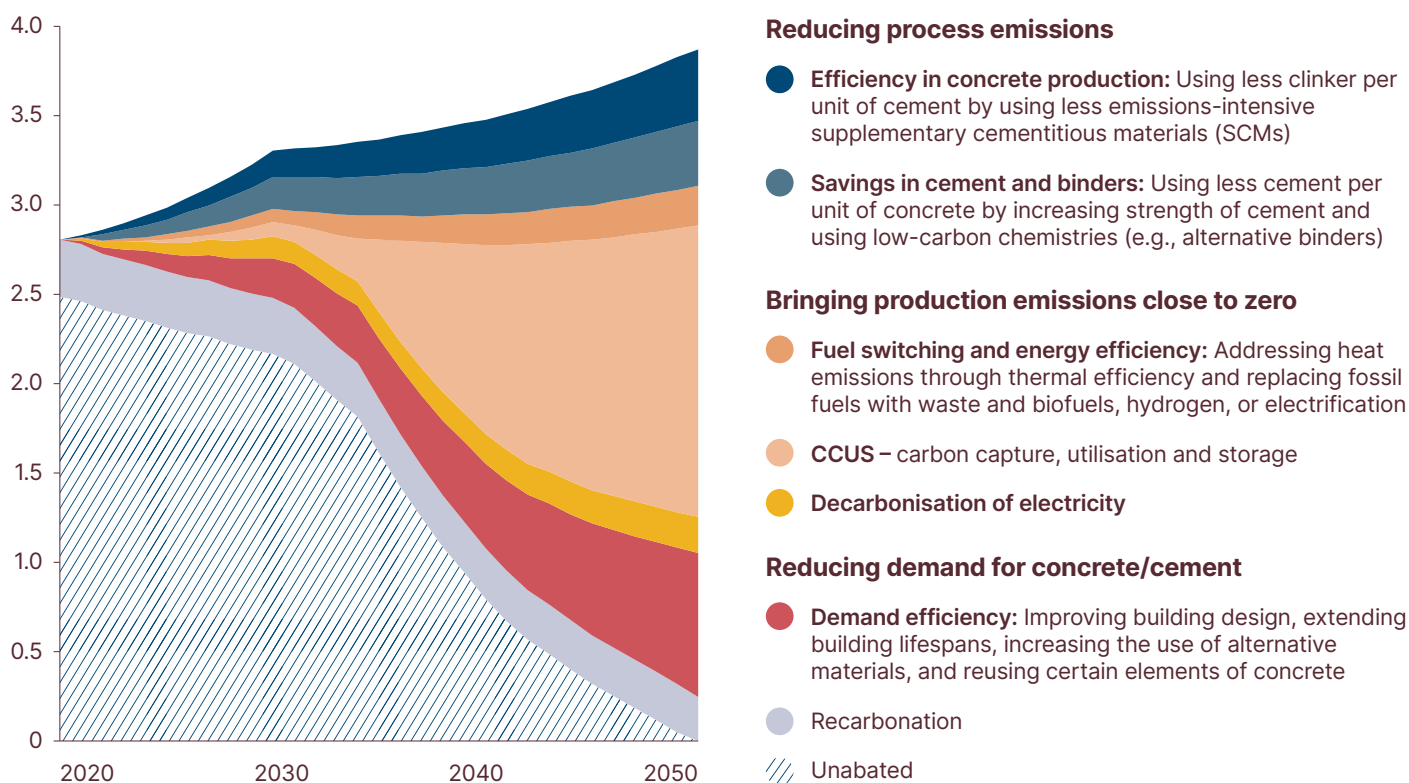 4.0
3.5
3.0
2.5
2.0
1.5
1.0
0.5
0
2020
2030
2040
2050
Reducing process emissions
Efficiency in concrete production: Using less clinker per
unit of cement by using less emissions-intensive
supplementary cementitious materials (SCMs)
Savings in cement and binders: Using less cement per
unit of concrete by increasing strength of cement and
using low-carbon chemistries (e.g., alternative binders)
Bringing production emissions close to zero
Fuel switching and energy efficiency: Addressing heat
emissions through thermal efficiency and replacing fossil
fuels with waste and biofuels, hydrogen, or electrification
CCUS – carbon capture, utilisation and storage
Decarbonisation of electricity
Reducing demand for concrete/cement
Demand efficiency: Improving building design, extending
building lifespans, increasing the use of alternative
materials, and reusing certain elements of concrete
Recarbonation
Unabated